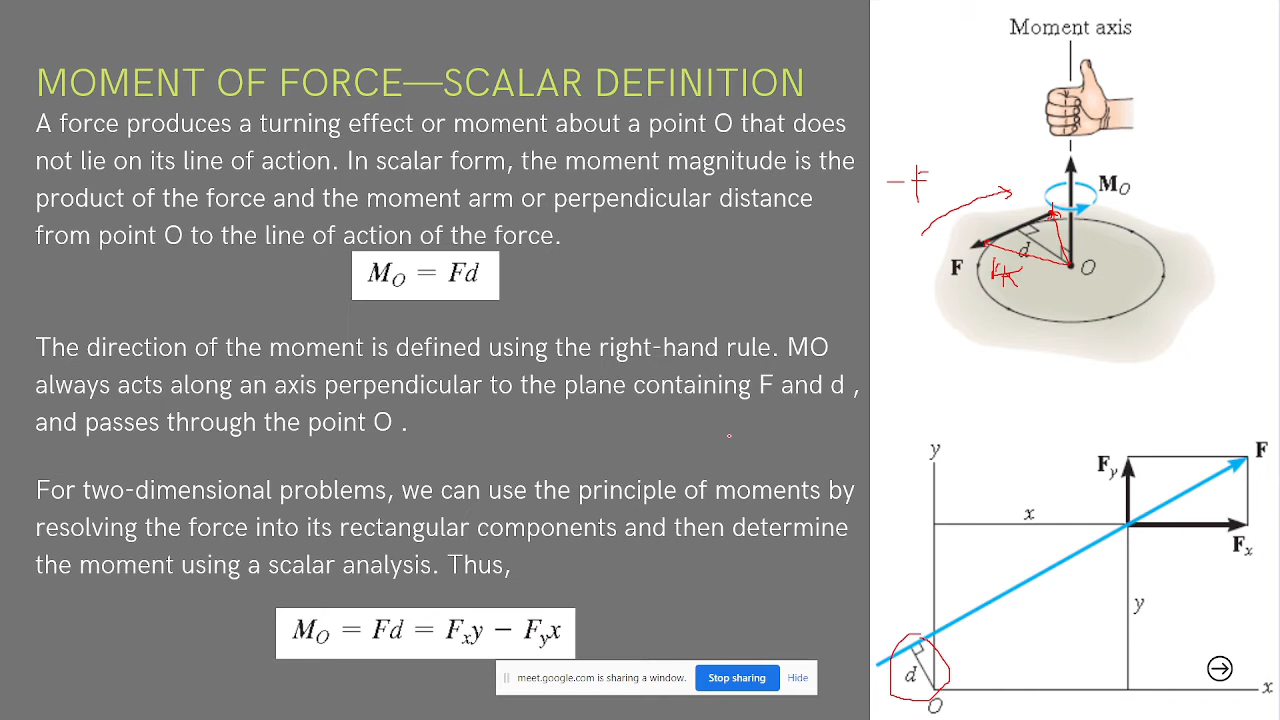 MOMENT OF FORCE—SCALAR DEFINITION
A force produces a turning effect or moment about a point O that does
not lie on its line of action. In scalar form, the moment magnitude is the
product of the force and the moment arm or perpendicular distance
from point O to the line of action of the force.
M_O = Fd
The direction of the moment is defined using the right-hand rule. MO
always acts along an axis perpendicular to the plane containing F and d ,
and passes through the point O .
For two-dimensional problems, we can use the principle of moments by
resolving the force into its rectangular components and then determine
the moment using a scalar analysis. Thus,
M_O = Fd = F_xy − F_yx
meet.google.com is sharing a window.
Stop sharing
Hide
Moment axis
M_O
−F
F
d
O
y
F_y
F
x
F_x
y
d
O
x